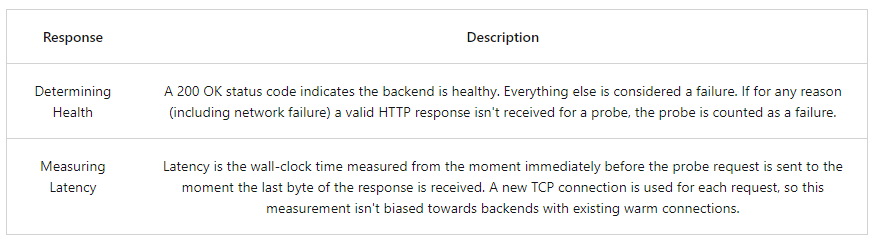 Response
Description
Determining
Health
A 200 OK status code indicates the backend is healthy. Everything else is considered a failure. If for any reason
(including network failure) a valid HTTP response isn't received for a probe, the probe is counted as a failure.
Measuring
Latency
Latency is the wall-clock time measured from the moment immediately before the probe request is sent to the
moment the last byte of the response is received. A new TCP connection is used for each request, so this
measurement isn't biased towards backends with existing warm connections.